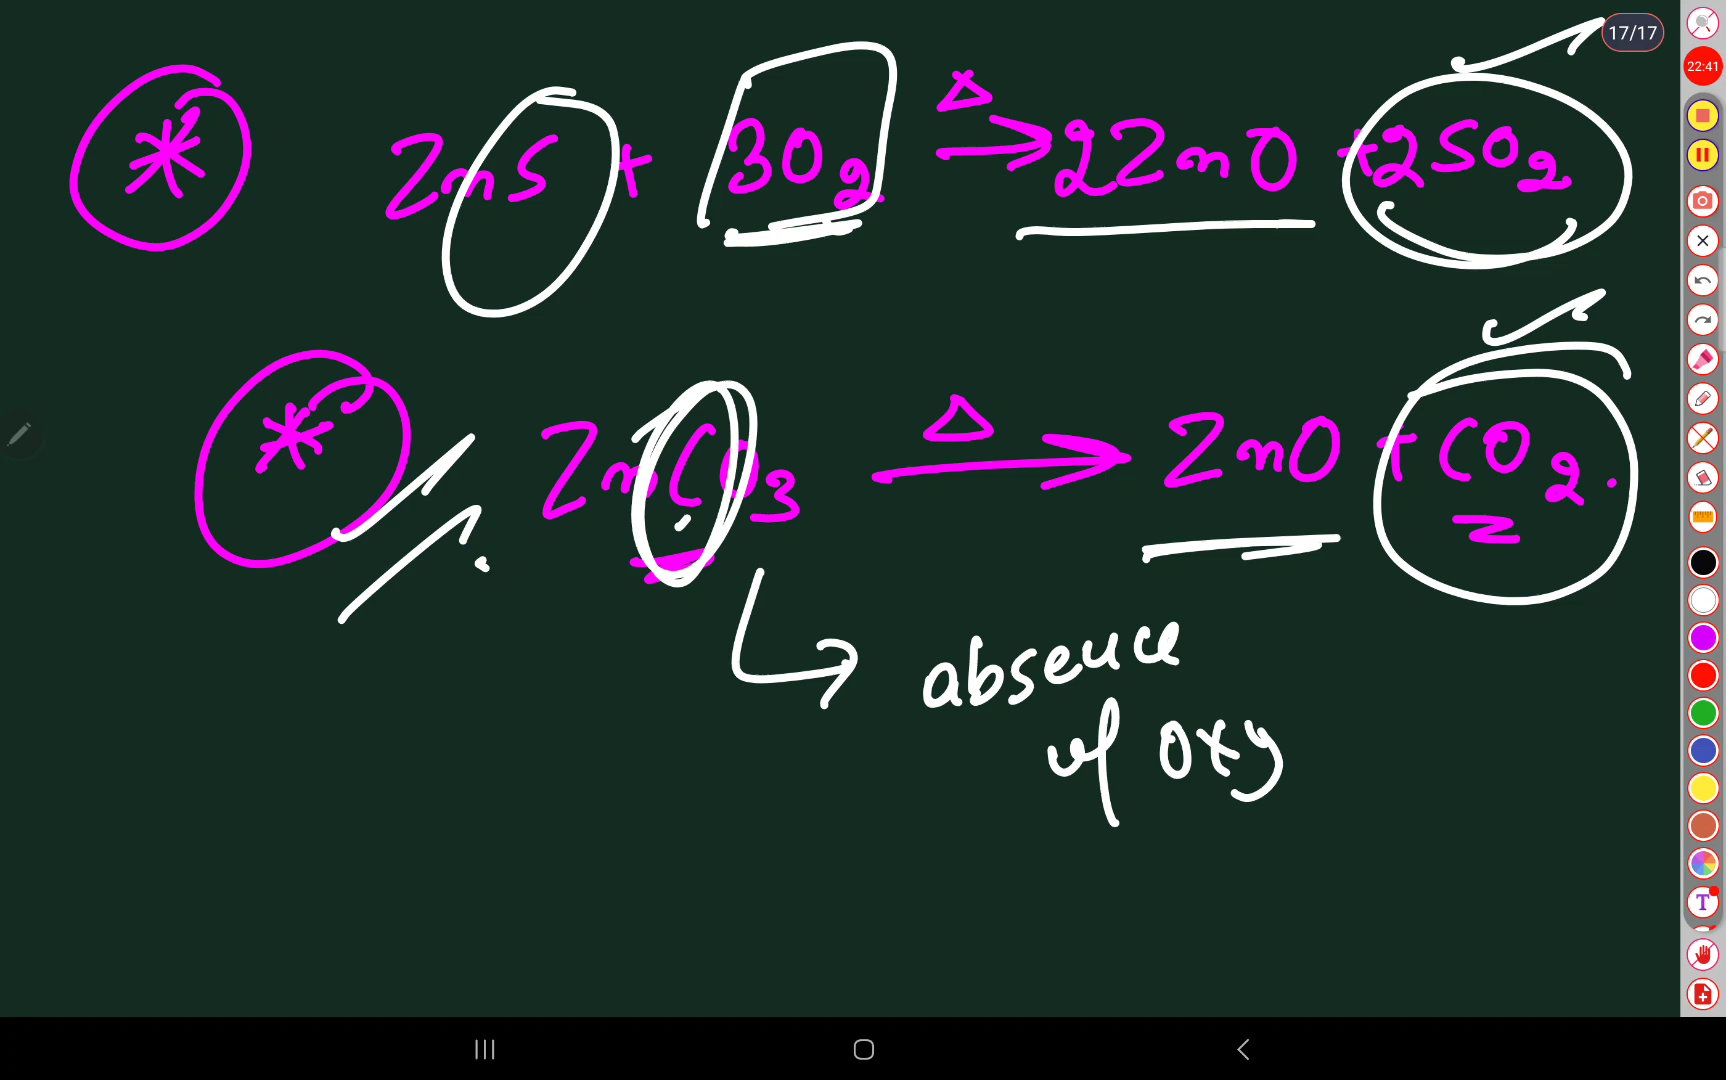 17/17
22:41
* ZnS + 3O₂ △→ 2ZnO + 2SO₂
* ZnCO₃ △→ ZnO + CO₂.
absence
of oxy
T